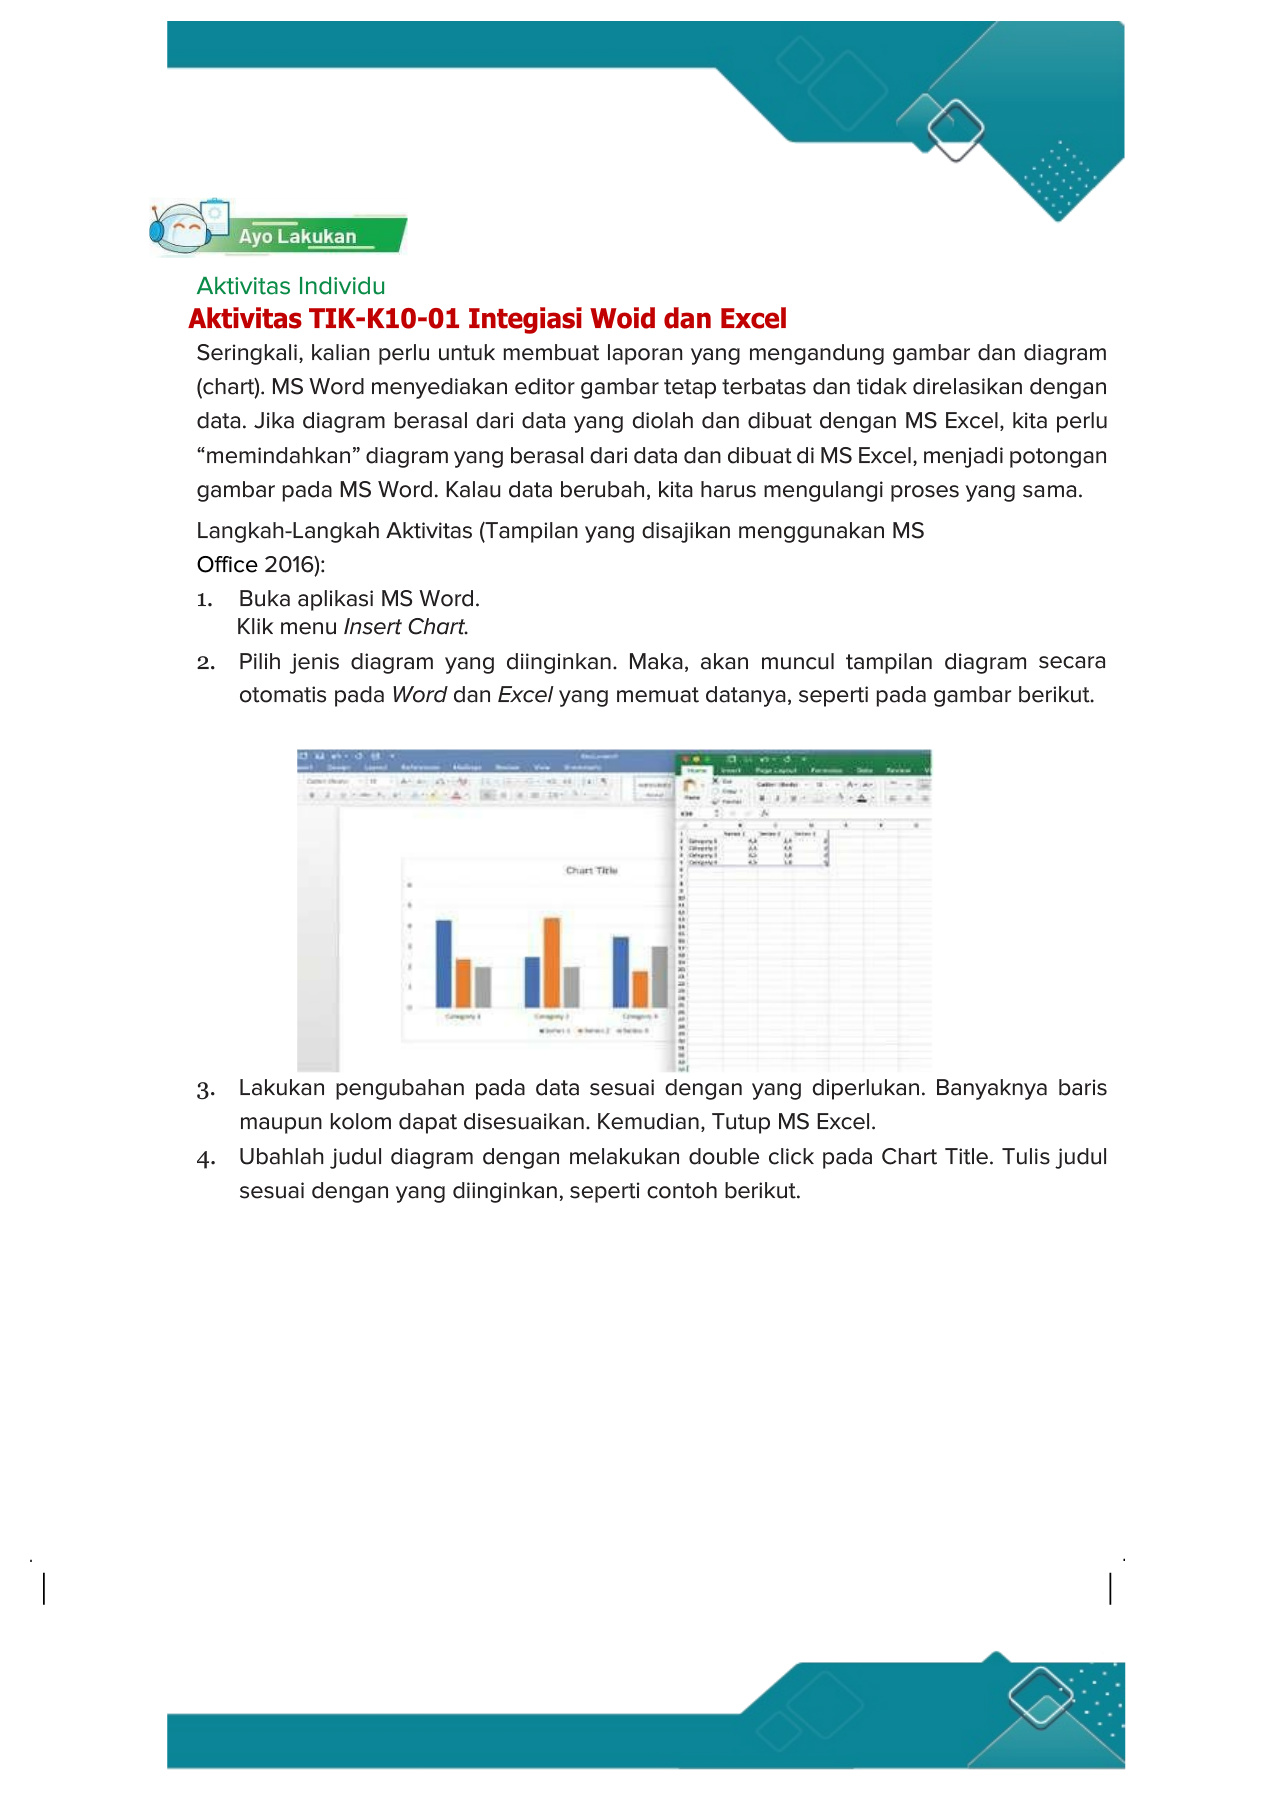 Ayo Lakukan
Aktivitas Individu
Aktivitas TIK-K10-01 Integiasi Woid dan Excel
Seringkali, kalian perlu untuk membuat laporan yang mengandung gambar dan diagram
(chart). MS Word menyediakan editor gambar tetap terbatas dan tidak direlasikan dengan
data. Jika diagram berasal dari data yang diolah dan dibuat dengan MS Excel, kita perlu
“memindahkan” diagram yang berasal dari data dan dibuat di MS Excel, menjadi potongan
gambar pada MS Word. Kalau data berubah, kita harus mengulangi proses yang sama.
Langkah-Langkah Aktivitas (Tampilan yang disajikan menggunakan MS
Office 2016):
1. Buka aplikasi MS Word.
Klik menu Insert Chart.
2. Pilih jenis diagram yang diinginkan. Maka, akan muncul tampilan diagram secara
otomatis pada Word dan Excel yang memuat datanya, seperti pada gambar berikut.
Chart Title
3. Lakukan pengubahan pada data sesuai dengan yang diperlukan. Banyaknya baris
maupun kolom dapat disesuaikan. Kemudian, Tutup MS Excel.
4. Ubahlah judul diagram dengan melakukan double click pada Chart Title. Tulis judul
sesuai dengan yang diinginkan, seperti contoh berikut.